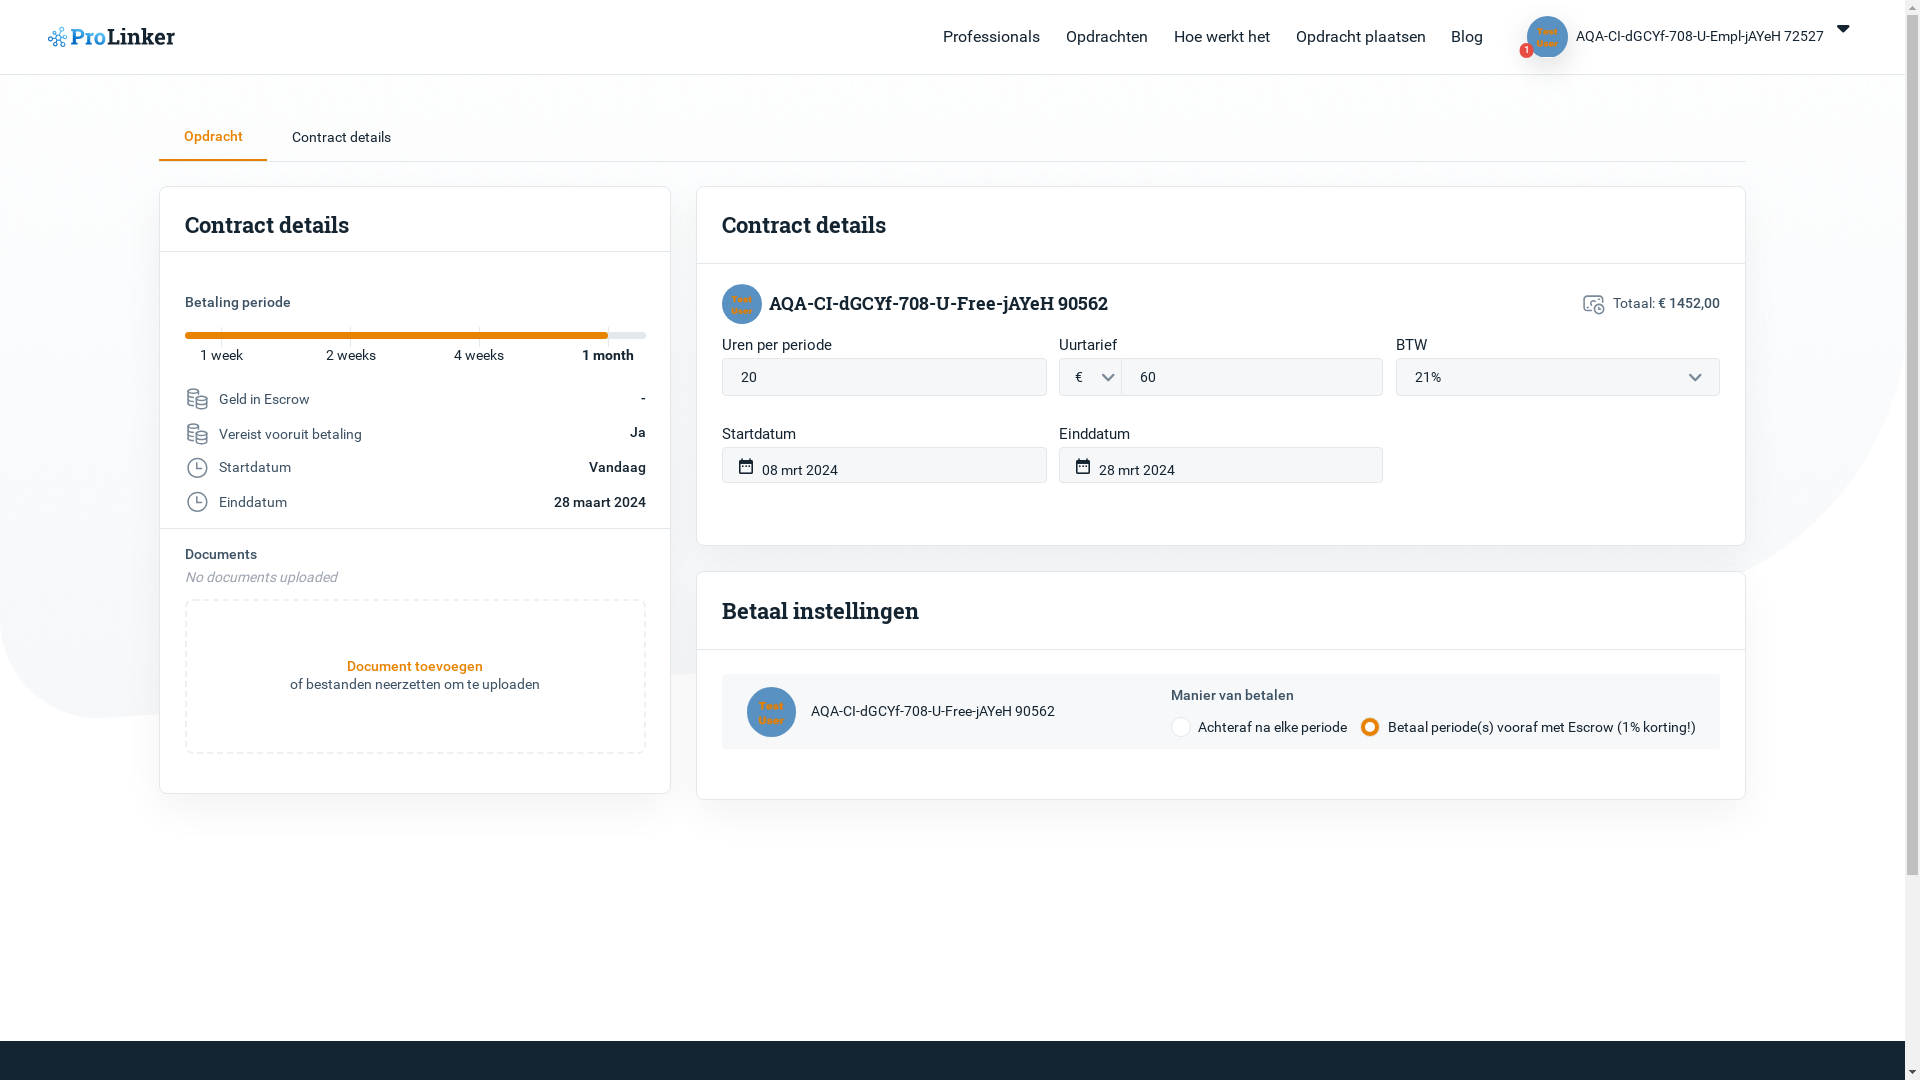 ProLinker
Professionals Opdrachten Hoe werkt het Opdracht plaatsen Blog
Test User
1
AQA-CI-dGCYf-708-U-Empl-jAYeH 72527
Opdracht Contract details
Contract details
Betaling periode
1 week 2 weeks 4 weeks 1 month
Geld in Escrow -
Vereist vooruit betaling Ja
Startdatum Vandaag
Einddatum 28 maart 2024
Documents
No documents uploaded
Document toevoegen
of bestanden neerzetten om te uploaden
Contract details
Test User
AQA-CI-dGCYf-708-U-Free-jAYeH 90562 Totaal: € 1452,00
Uren per periode Uurtarief BTW
20 € 60 21%
Startdatum Einddatum
08 mrt 2024 28 mrt 2024
Betaal instellingen
Test User
AQA-CI-dGCYf-708-U-Free-jAYeH 90562
Manier van betalen
Achteraf na elke periode Betaal periode(s) vooraf met Escrow (1% korting!)